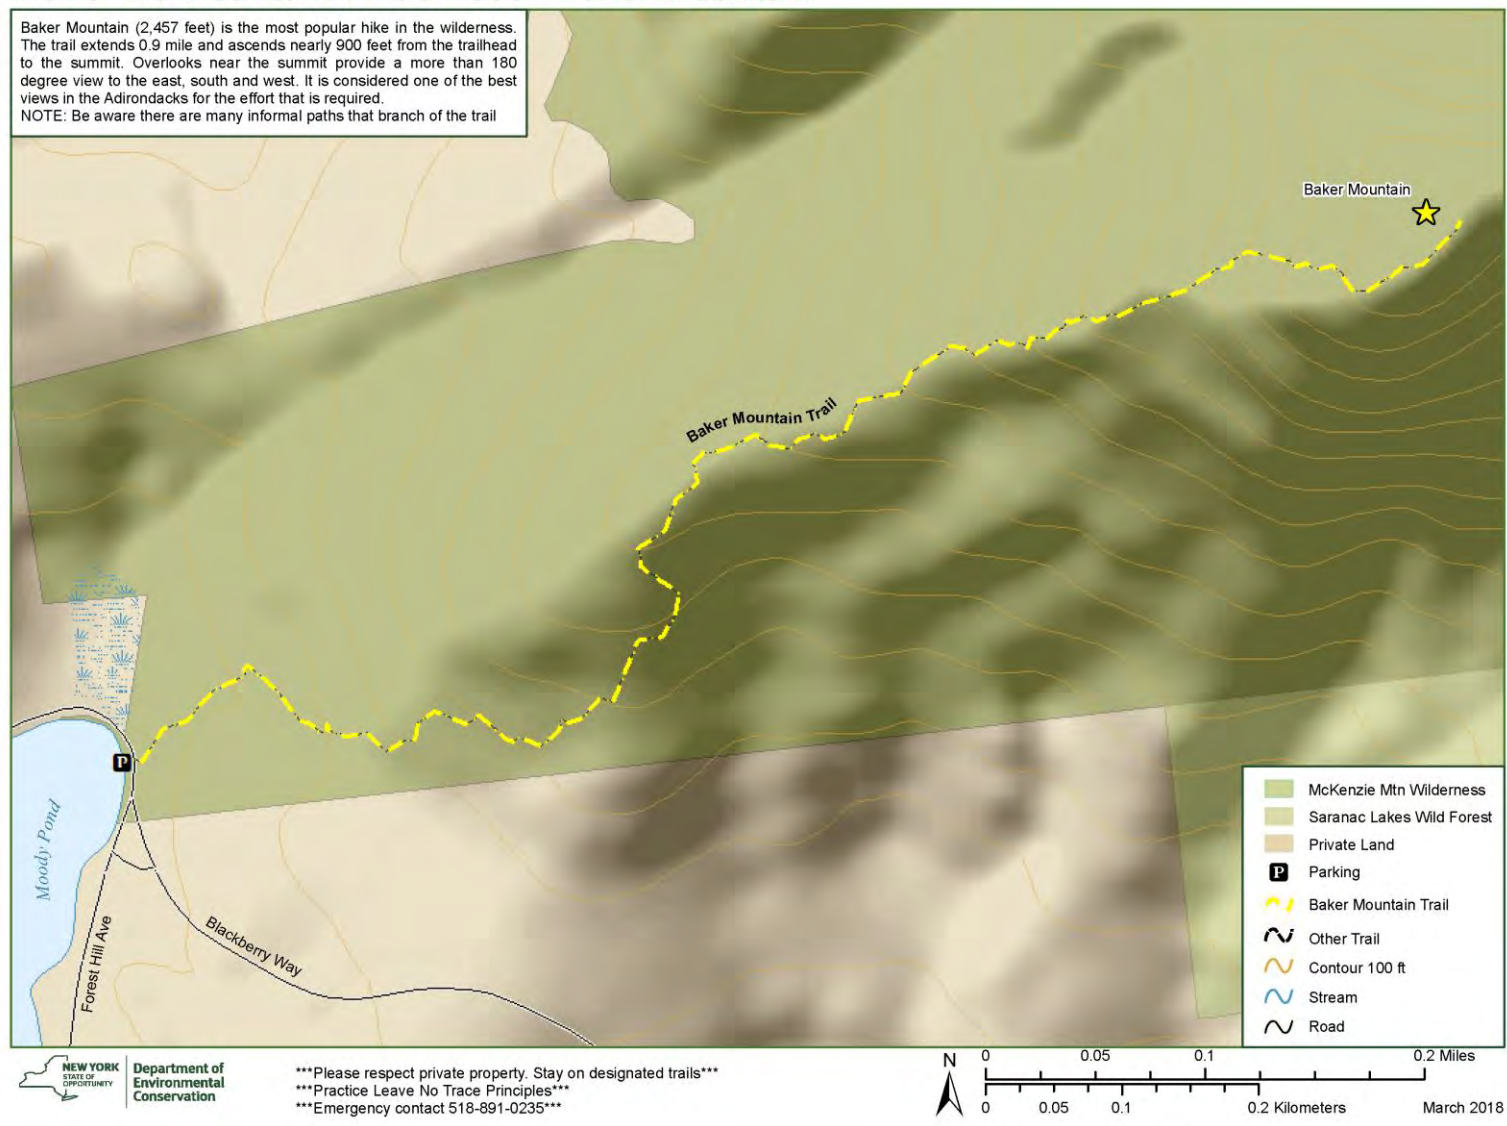 Baker Mountain (2,457 feet) is the most popular hike in the wilderness.
The trail extends 0.9 mile and ascends nearly 900 feet from the trailhead
to the summit. Overlooks near the summit provide a more than 180
degree view to the east, south and west. It is considered one of the best
views in the Adirondacks for the effort that is required.
NOTE: Be aware there are many informal paths that branch of the trail
Baker Mountain
Baker Mountain Trail
P
Moody Pond
Forest Hill Ave
Blackberry Way
McKenzie Mtn Wilderness
Saranac Lakes Wild Forest
Private Land
P Parking
Baker Mountain Trail
Other Trail
Contour 100 ft
Stream
Road
NEW YORK
STATE OF
OPPORTUNITY
Department of
Environmental
Conservation
***Please respect private property. Stay on designated trails***
***Practice Leave No Trace Principles***
***Emergency contact 518-891-0235***
N
0 0.05 0.1 0.2 Miles
0 0.05 0.1 0.2 Kilometers
March 2018